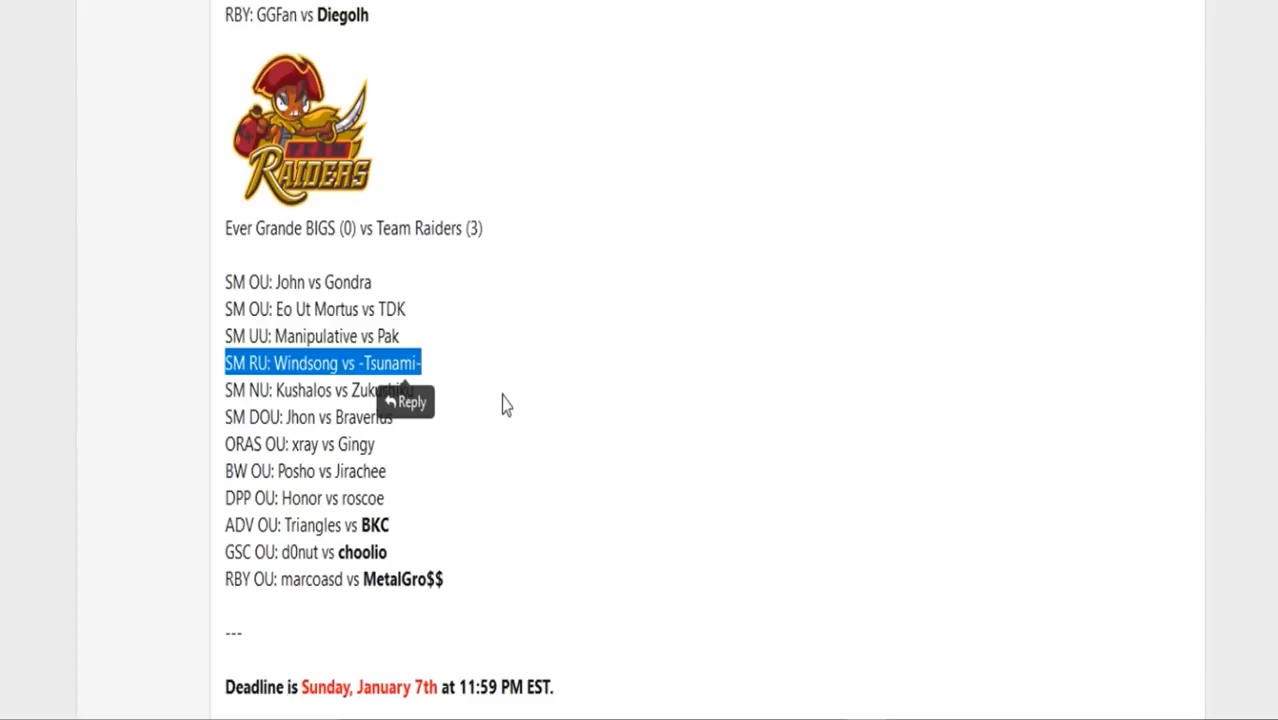 RBY: GGFan vs Diegolh
TEAM
RAIDERS
Ever Grande BIGS (0) vs Team Raiders (3)
SM OU: John vs Gondra
SM OU: Eo Ut Mortus vs TDK
SM UU: Manipulative vs Pak
SM RU: Windsong vs -Tsunami-
SM NU: Kushalos vs Zukushiku
Reply
SM DOU: Jhon vs Braverius
ORAS OU: xray vs Gingy
BW OU: Posho vs Jirachee
DPP OU: Honor vs roscoe
ADV OU: Triangles vs BKC
GSC OU: d0nut vs choolio
RBY OU: marcoasd vs MetalGro$$
---
Deadline is Sunday, January 7th at 11:59 PM EST.